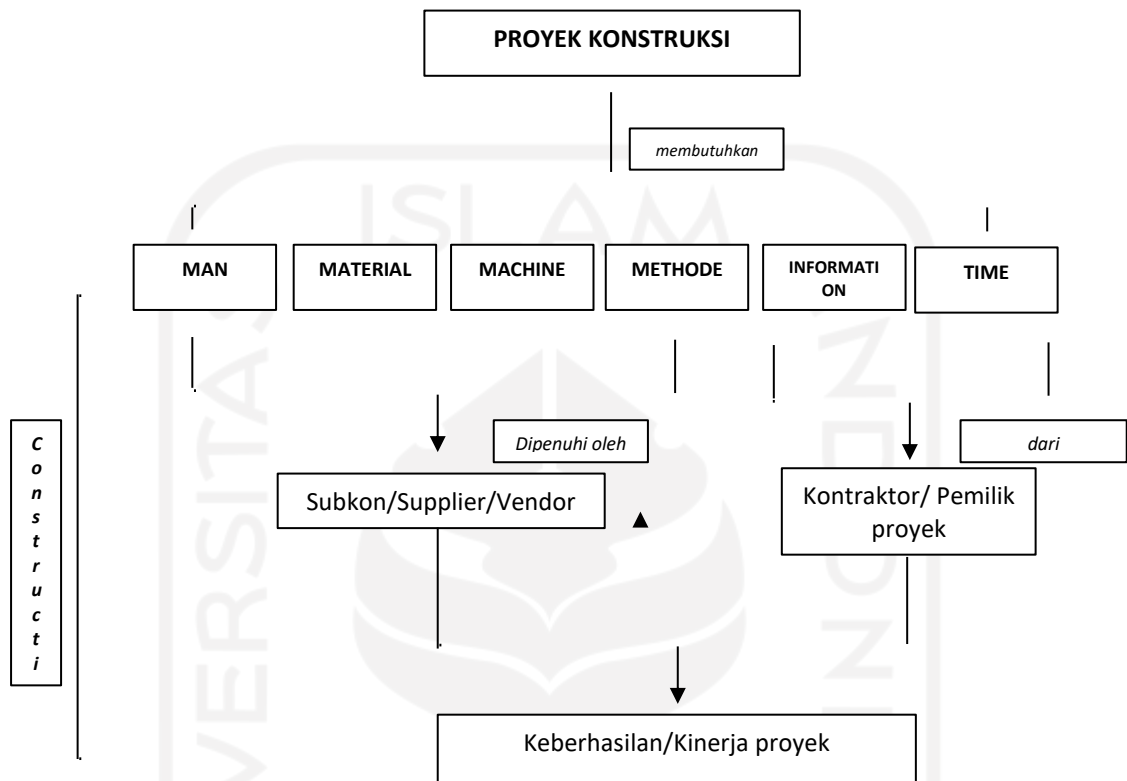 PROYEK KONSTRUKSI
membutuhkan
ISLAM
MAN
MATERIAL
MACHINE
METHODE
INFORMATI
ON
TIME
Dipenuhi oleh
dari
Subkon/Supplier/Vendor
Kontraktor/ Pemilik
proyek
C
o
n
s
t
r
u
c
t
i
Keberhasilan/Kinerja proyek